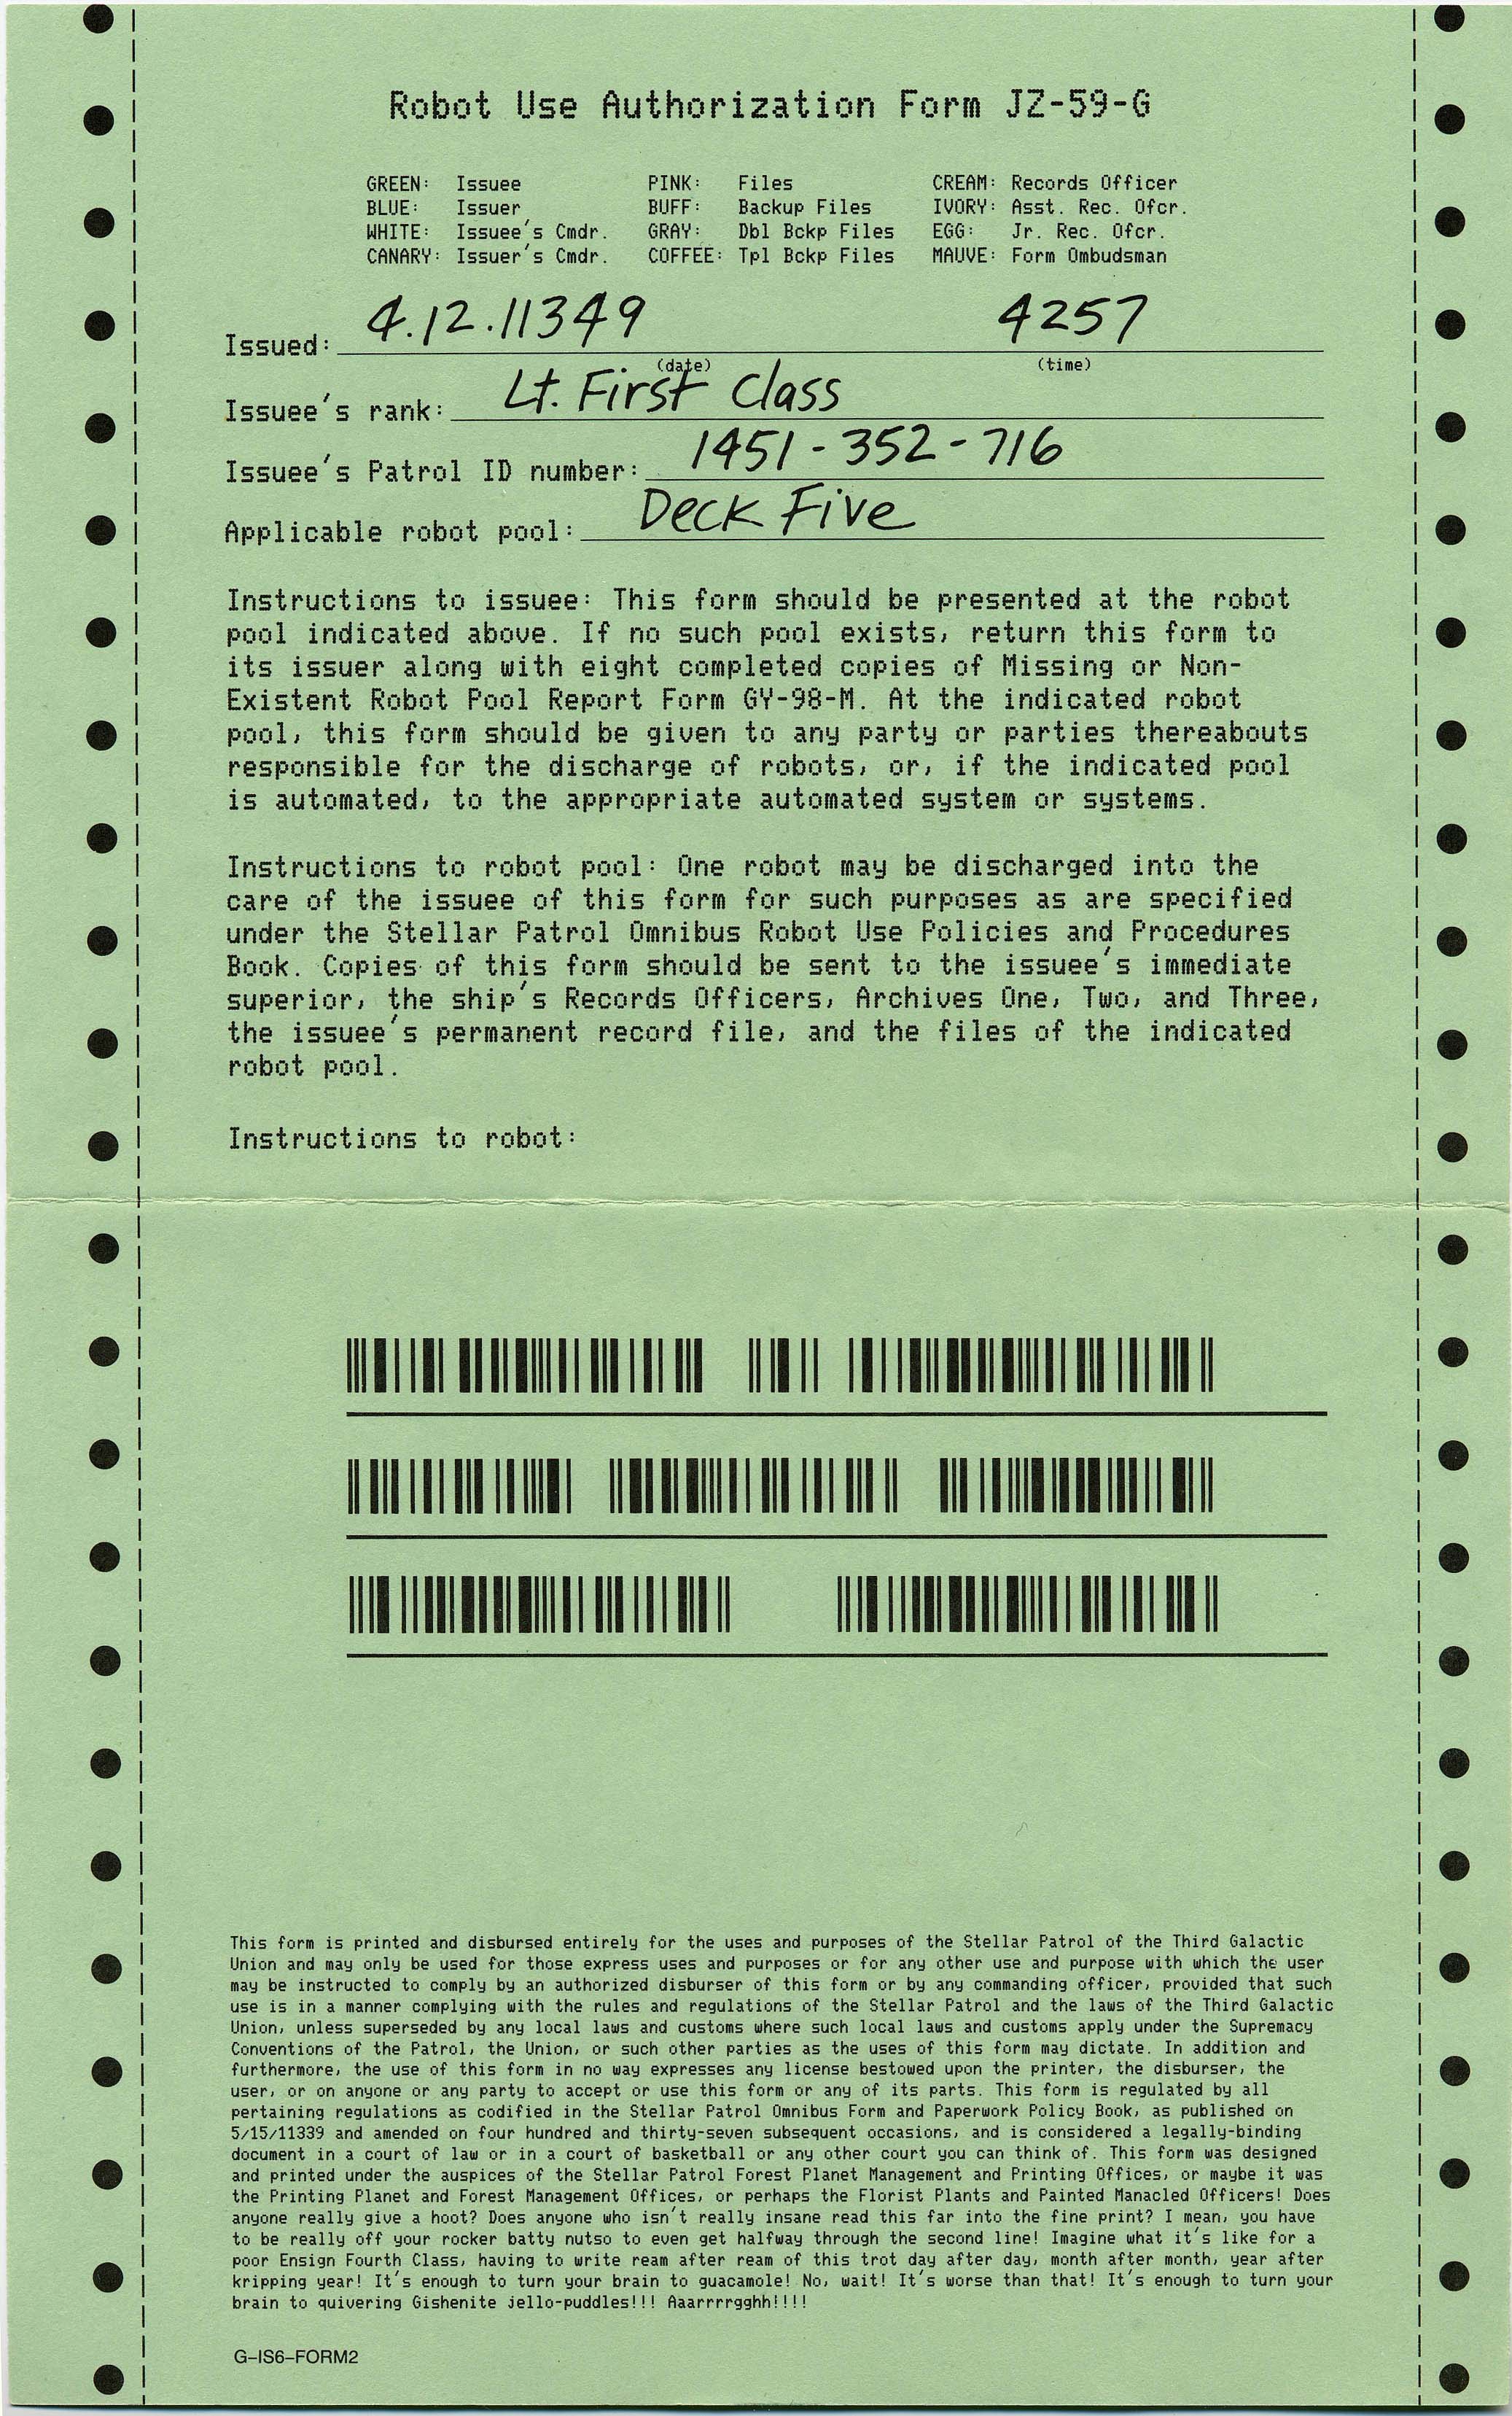 Robot Use Authorization Form JZ-59-G
GREEN: Issuee PINK: Files CREAM: Records Officer
BLUE: Issuer BUFF: Backup Files IVORY: Asst. Rec. Ofcr.
WHITE: Issuee's Cmdr. GRAY: Dbl Bckp Files EGG: Jr. Rec. Ofcr.
CANARY: Issuer's Cmdr. COFFEE: Tpl Bckp Files MAUVE: Form Ombudsman
Issued: 4.12.11349 4257
(date) (time)
Issuee's rank: Lt. First Class
Issuee's Patrol ID number: 1451-352-716
Applicable robot pool: Deck Five
Instructions to issuee: This form should be presented at the robot
pool indicated above. If no such pool exists, return this form to
its issuer along with eight completed copies of Missing or Non-
Existent Robot Pool Report Form GY-98-M. At the indicated robot
pool, this form should be given to any party or parties thereabouts
responsible for the discharge of robots, or, if the indicated pool
is automated, to the appropriate automated system or systems.
Instructions to robot pool: One robot may be discharged into the
care of the issuee of this form for such purposes as are specified
under the Stellar Patrol Omnibus Robot Use Policies and Procedures
Book. Copies of this form should be sent to the issuee's immediate
superior, the ship's Records Officers, Archives One, Two, and Three,
the issuee's permanent record file, and the files of the indicated
robot pool.
Instructions to robot:
This form is printed and disbursed entirely for the uses and purposes of the Stellar Patrol of the Third Galactic
Union and may only be used for those express uses and purposes or for any other use and purpose with which the user
may be instructed to comply by an authorized disburser of this form or by any commanding officer, provided that such
use is in a manner complying with the rules and regulations of the Stellar Patrol and the laws of the Third Galactic
Union, unless superseded by any local laws and customs where such local laws and customs apply under the Supremacy
Conventions of the Patrol, the Union, or such other parties as the uses of this form may dictate. In addition and
furthermore, the use of this form in no way expresses any license bestowed upon the printer, the disburser, the
user, or on anyone or any party to accept or use this form or any of its parts. This form is regulated by all
pertaining regulations as codified in the Stellar Patrol Omnibus Form and Paperwork Policy Book, as published on
5/15/11339 and amended on four hundred and thirty-seven subsequent occasions, and is considered a legally-binding
document in a court of law or in a court of basketball or any other court you can think of. This form was designed
and printed under the auspices of the Stellar Patrol Forest Planet Management and Printing Offices, or maybe it was
the Printing Planet and Forest Management Offices, or perhaps the Florist Plants and Painted Manacled Officers! Does
anyone really give a hoot? Does anyone who isn't really insane read this far into the fine print? I mean, you have
to be really off your rocker batty nutso to even get halfway through the second line! Imagine what it's like for a
poor Ensign Fourth Class, having to write ream after ream of this trot day after day, month after month, year after
kripping year! It's enough to turn your brain to guacamole! No, wait! It's worse than that! It's enough to turn your
brain to quivering Gishenite jello-puddles!!! Aaarrrrgghh!!!!
G-IS6-FORM2